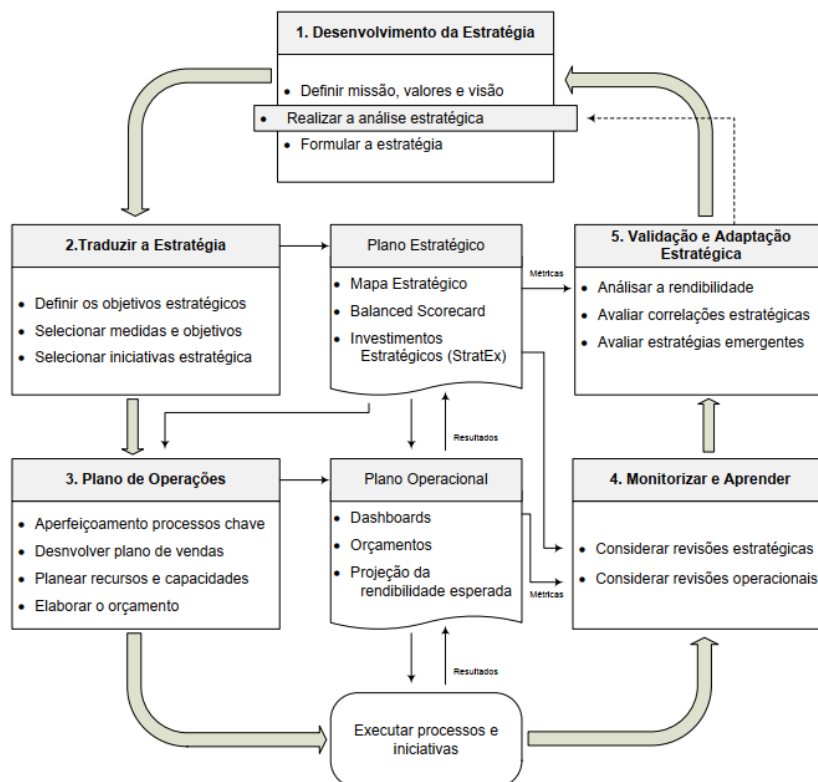 1. Desenvolvimento da Estratégia
• Definir missão, valores e visão
• Realizar a análise estratégica
• Formular a estratégia
2.Traduzir a Estratégia
• Definir os objetivos estratégicos
• Selecionar medidas e objetivos
• Selecionar iniciativas estratégica
Plano Estratégico
• Mapa Estratégico
• Balanced Scorecard
• Investimentos
Estratégicos (StratEx)
Métricas
5. Validação e Adaptação
Estratégica
• Análisar a rendibilidade
• Avaliar correlações estratégicas
• Avaliar estratégias emergentes
Resultados
3. Plano de Operações
• Aperfeiçoamento processos chave
• Desnvolver plano de vendas
• Planear recursos e capacidades
• Elaborar o orçamento
Plano Operacional
• Dashboards
• Orçamentos
• Projeção da
rendibilidade esperada
Métricas
4. Monitorizar e Aprender
• Considerar revisões estratégicas
• Considerar revisões operacionais
Resultados
Executar processos e
iniciativas